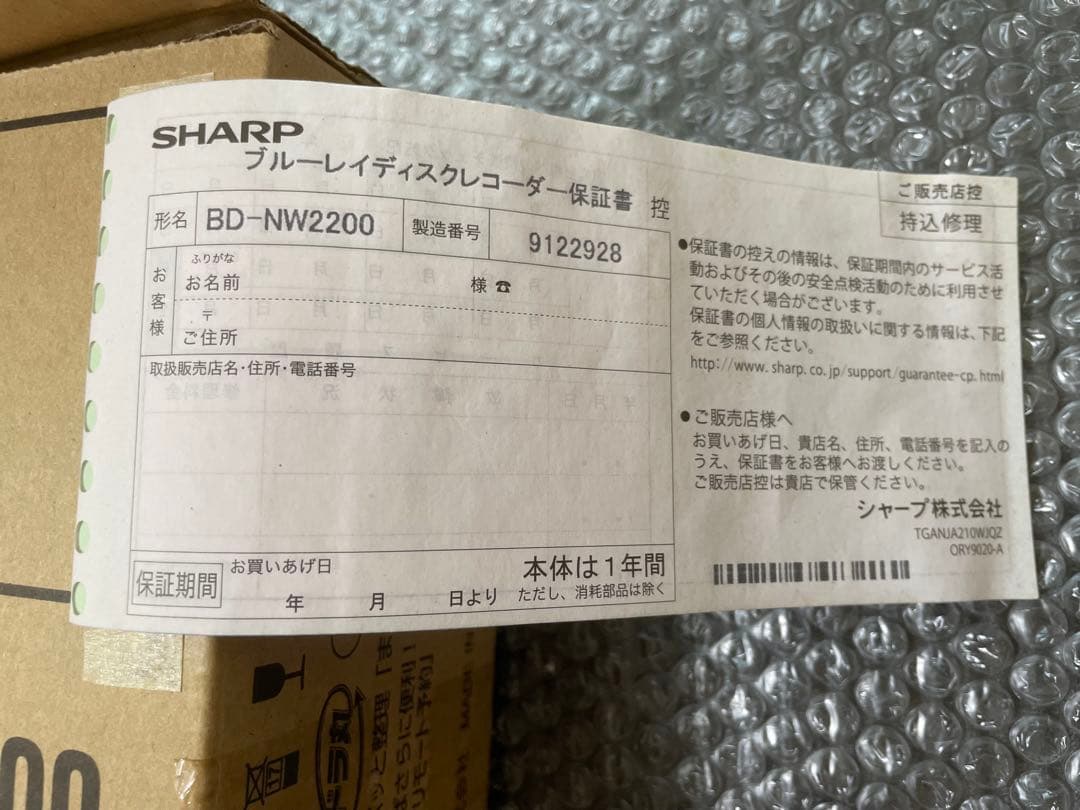 SHARP
ブルーレイディスクレコーダー保証書 控
形名 BD-NW2200 製造番号 9122928
お客様
ふりがな
お名前 様 ☎
〒
ご住所
取扱販売店名・住所・電話番号
保証期間
お買いあげ日
年 月 日より
本体は1年間
ただし、消耗部品は除く
ご販売店控
持込修理
●保証書の控えの情報は、保証期間内のサービス活
動およびその後の安全点検活動のために利用させ
ていただく場合がございます。
保証書の個人情報の取扱いに関する情報は、下記
をご参照ください。
http://www.sharp.co.jp/support/guarantee-cp.html
●ご販売店様へ
お買いあげ日、貴店名、住所、電話番号を記入の
うえ、保証書をお客様へお渡しください。
ご販売店控は貴店で保管ください。
シャープ株式会社
TGANJA210WJQZ
ORY9020-A
ドラ丸
リモート予約」